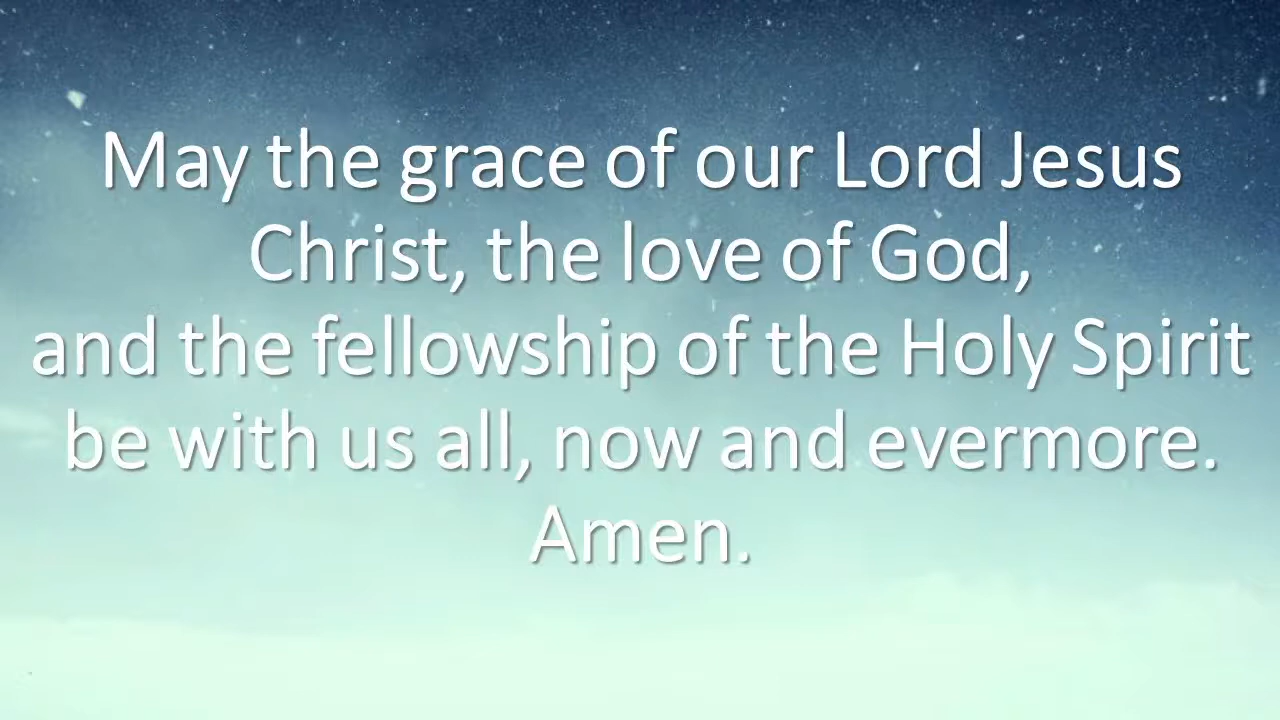 May the grace of our Lord Jesus
Christ, the love of God,
and the fellowship of the Holy Spirit
be with us all, now and evermore.
Amen.